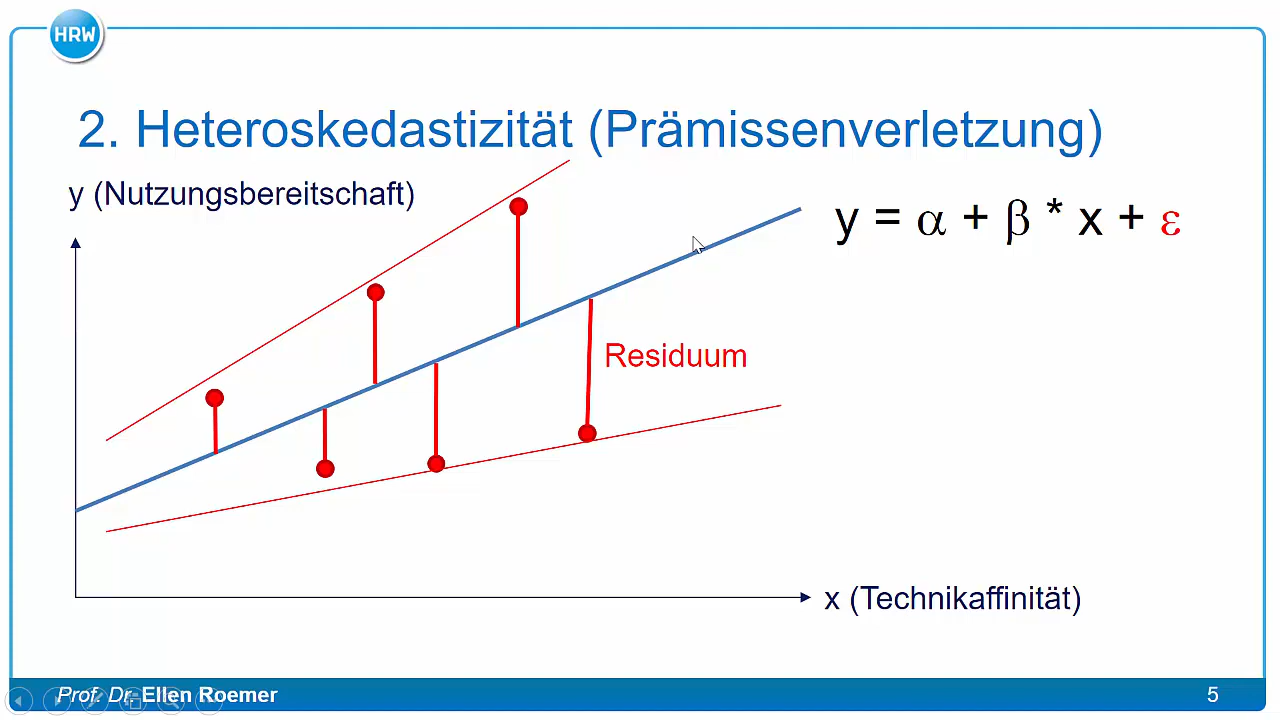 HRW
2. Heteroskedastizität (Prämissenverletzung)
y (Nutzungsbereitschaft)
y = α + β * x + ε
Residuum
x (Technikaffinität)
Prof. Dr. Ellen Roemer
5